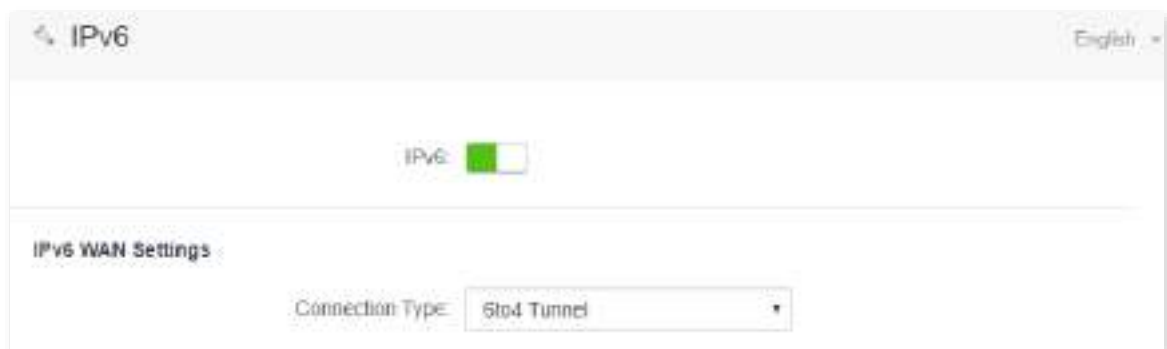 IPv6
English
IPv6:
IPv6 WAN Settings
Connection Type:
6to4 Tunnel